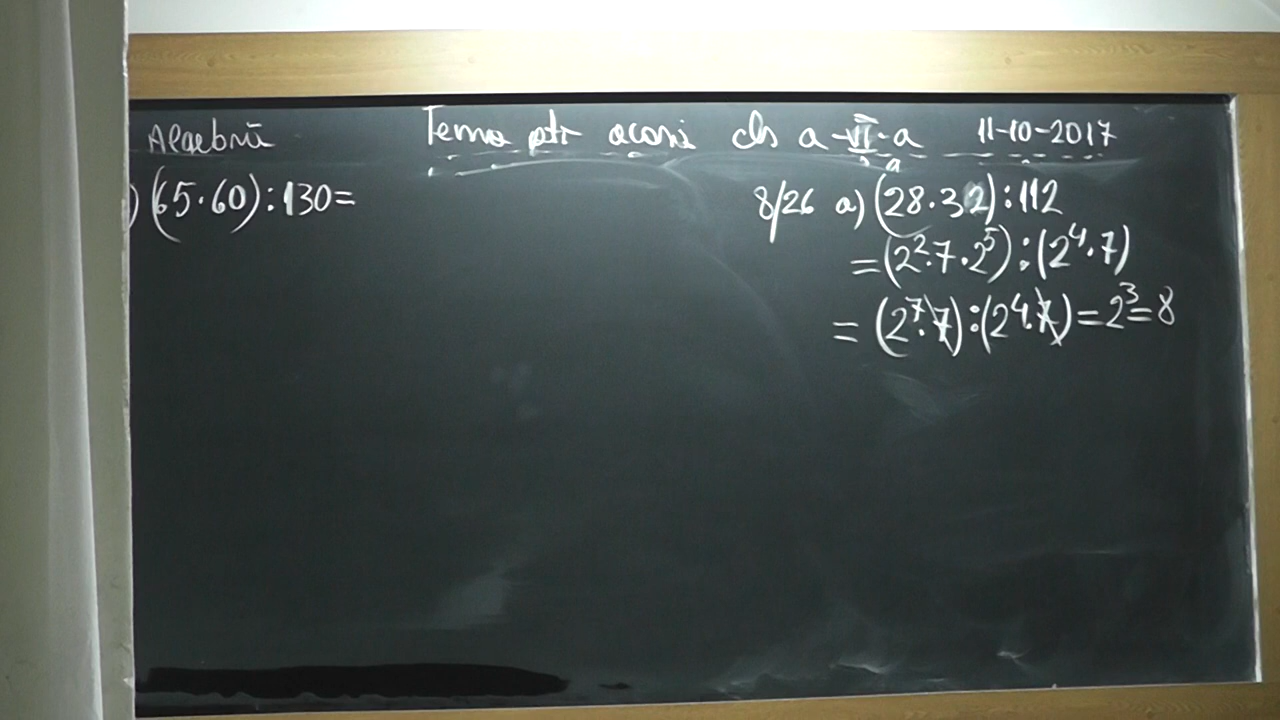 Algebră Tema ptr acasă cls a-VI-a 11-10-2017
) (65·60):130=
8/26 a) (28·32):112
=(2²·7·2⁵):(2⁴·7)
=(2⁷·7):(2⁴·7)=2³=8